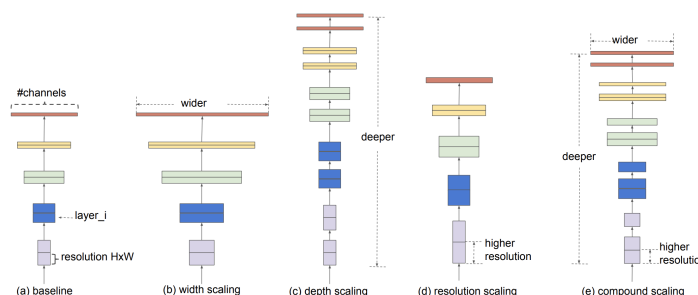 #channels
layer_i
resolution HxW
(a) baseline
wider
(b) width scaling
deeper
(c) depth scaling
higher
resolution
(d) resolution scaling
wider
deeper
higher
resolutio
(e) compound scaling